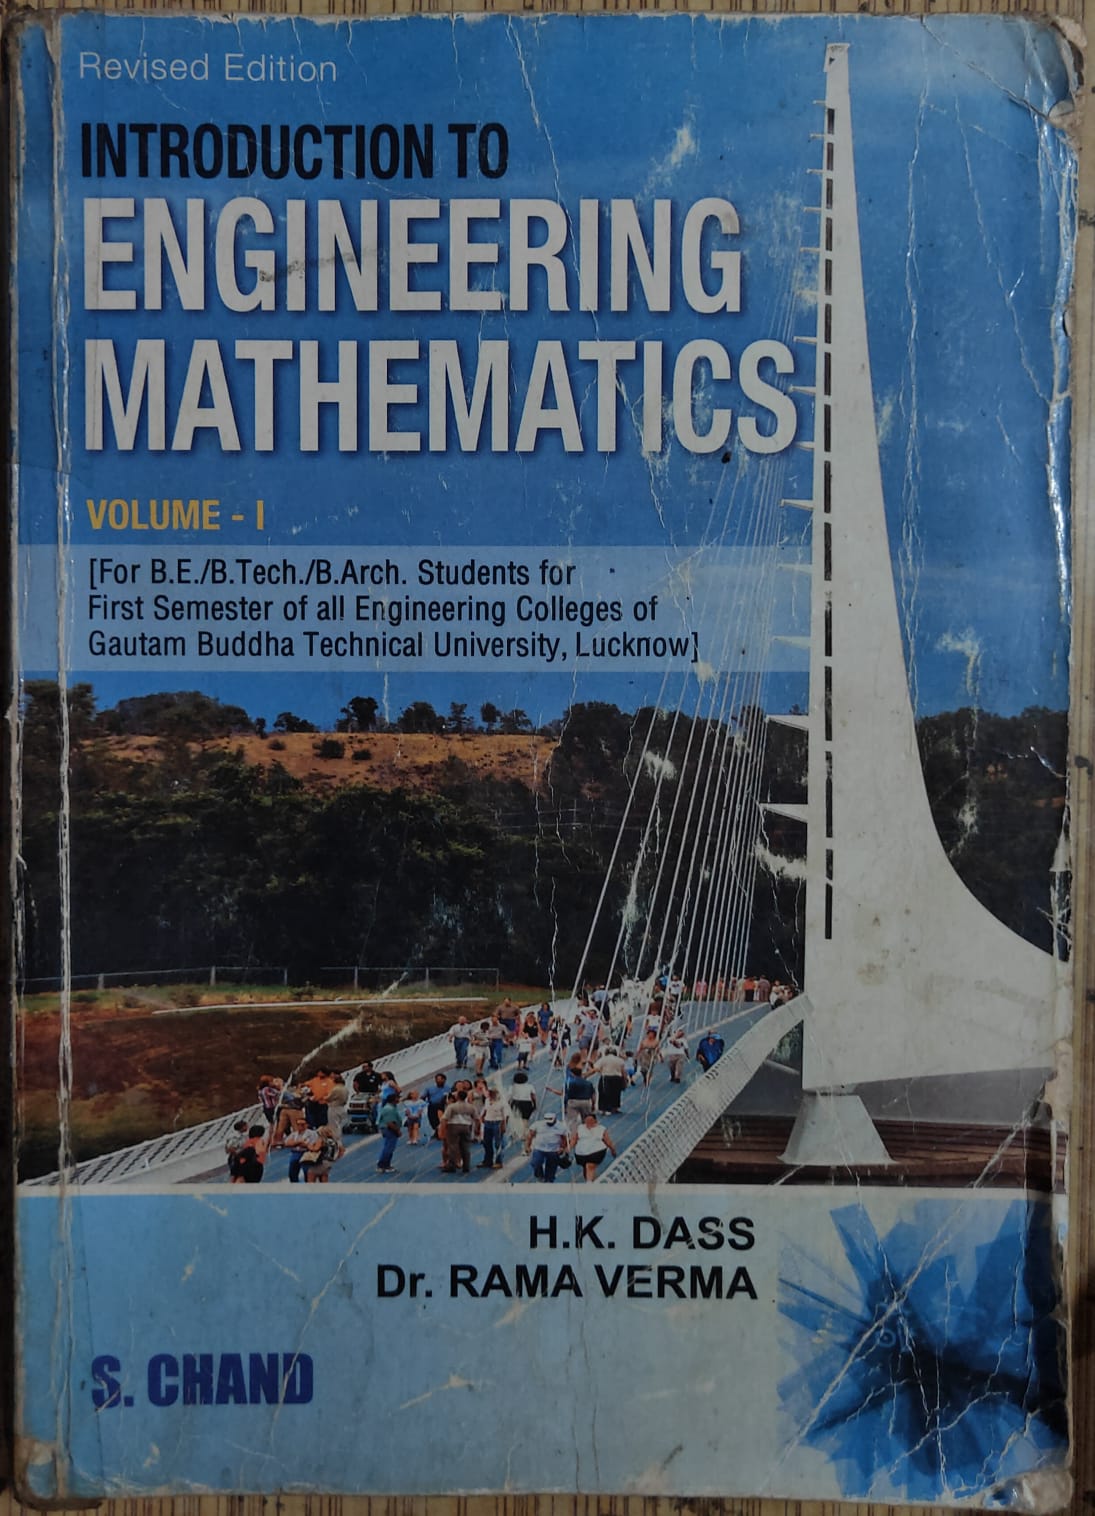 Revised Edition
INTRODUCTION TO
ENGINEERING
MATHEMATICS
VOLUME - I
[For B.E./B.Tech./B.Arch. Students for
First Semester of all Engineering Colleges of
Gautam Buddha Technical University, Lucknow]
H.K. DASS
Dr. RAMA VERMA
S. CHAND